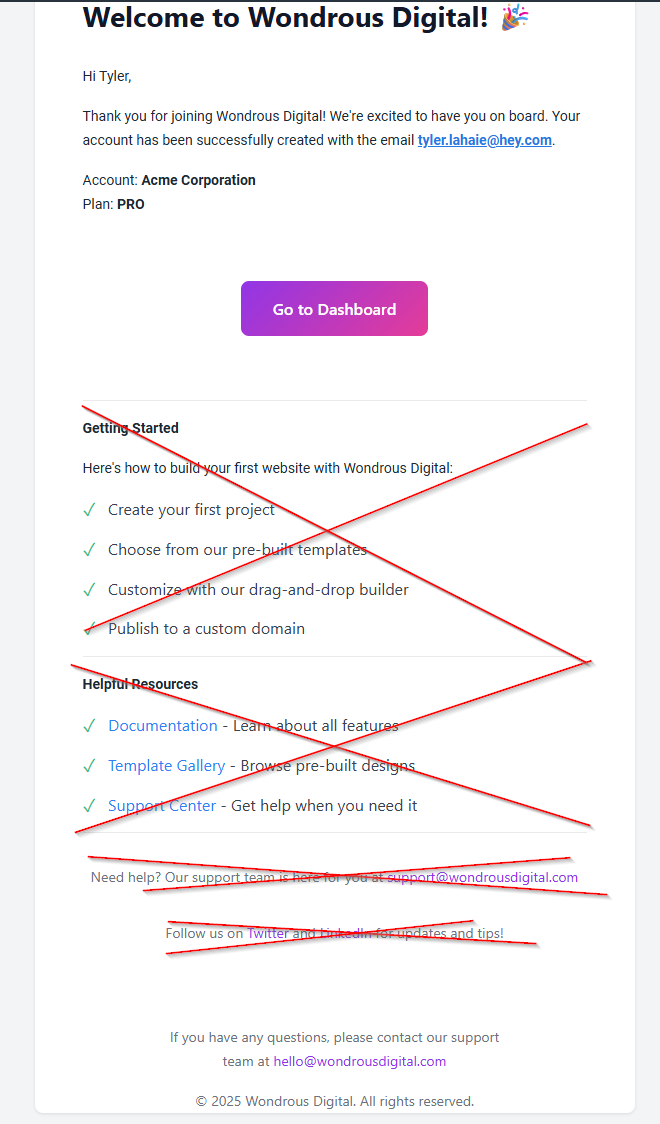 Welcome to Wondrous Digital! 🎉
Hi Tyler,
Thank you for joining Wondrous Digital! We're excited to have you on board. Your
account has been successfully created with the email tyler.lahaie@hey.com.
Account: Acme Corporation
Plan: PRO
Go to Dashboard
Getting Started
Here's how to build your first website with Wondrous Digital:
✓ Create your first project
✓ Choose from our pre-built templates
✓ Customize with our drag-and-drop builder
✓ Publish to a custom domain
Helpful Resources
✓ Documentation - Learn about all features
✓ Template Gallery - Browse pre-built designs
✓ Support Center - Get help when you need it
Need help? Our support team is here for you at support@wondrousdigital.com
Follow us on Twitter and LinkedIn for updates and tips!
If you have any questions, please contact our support
team at hello@wondrousdigital.com
© 2025 Wondrous Digital. All rights reserved.